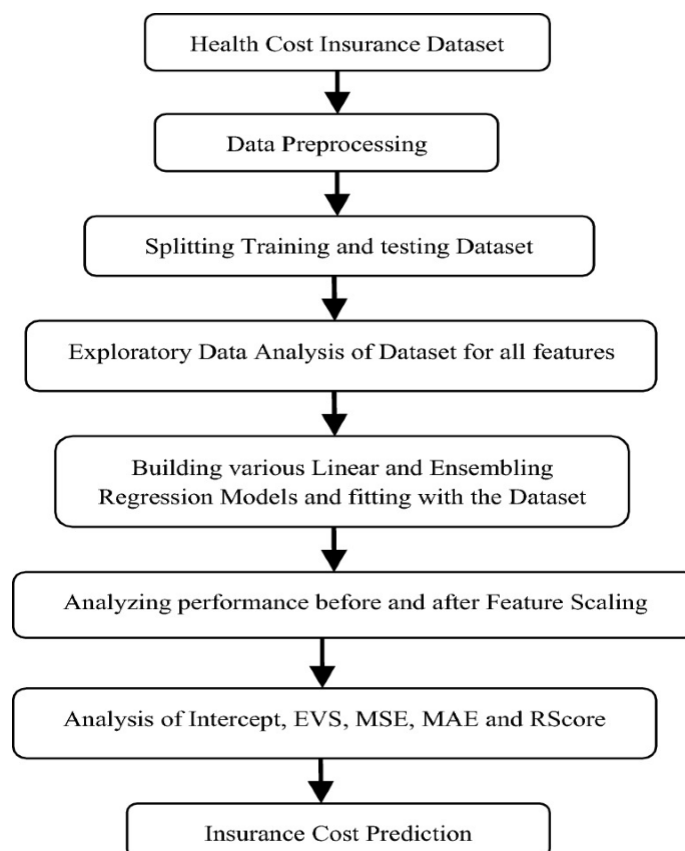 Health Cost Insurance Dataset
Data Preprocessing
Splitting Training and testing Dataset
Exploratory Data Analysis of Dataset for all features
Building various Linear and Ensembling
Regression Models and fitting with the Dataset
Analyzing performance before and after Feature Scaling
Analysis of Intercept, EVS, MSE, MAE and RScore
Insurance Cost Prediction